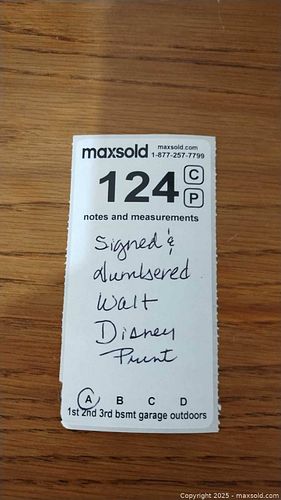 maxsold maxsold.com
1-877-257-7799
124 C
P
notes and measurements
Signed &
Numbered
Walt
Disney
Print
A B C D
1st 2nd 3rd bsmt garage outdoors
Copyright © 2025 - maxsold.com